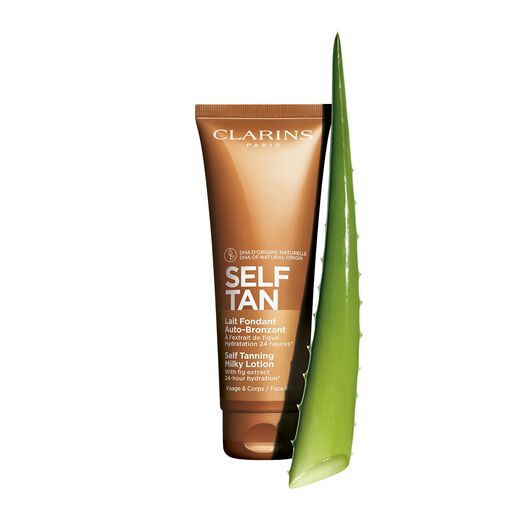 CLARINS
PARIS
DHA D'ORIGINE NATURELLE
DHA OF NATURAL ORIGIN
SELF
TAN
Lait Fondant
Auto-Bronzant
A l'extrait de figue
Hydratation 24 heures*
Self Tanning
Milky Lotion
With fig extract
24-hour hydration*
Visage & Corps / Face